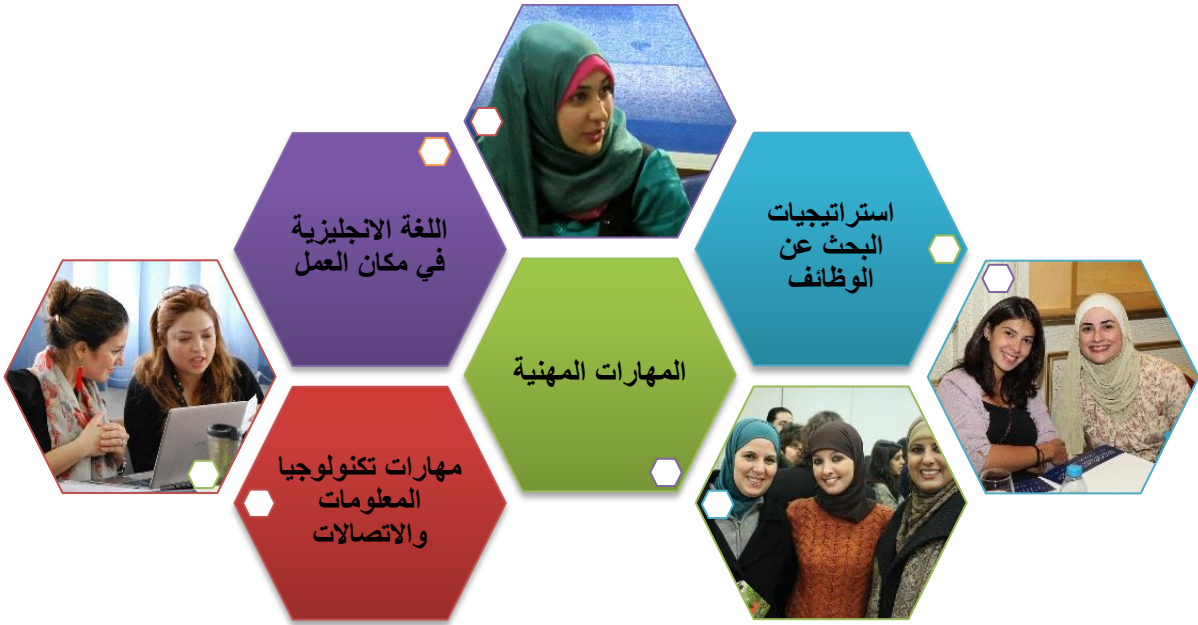 استراتيجيات
البحث عن
الوظائف
اللغة الانجليزية
في مكان العمل
المهارات المهنية
مهارات تكنولوجيا
المعلومات
والاتصالات